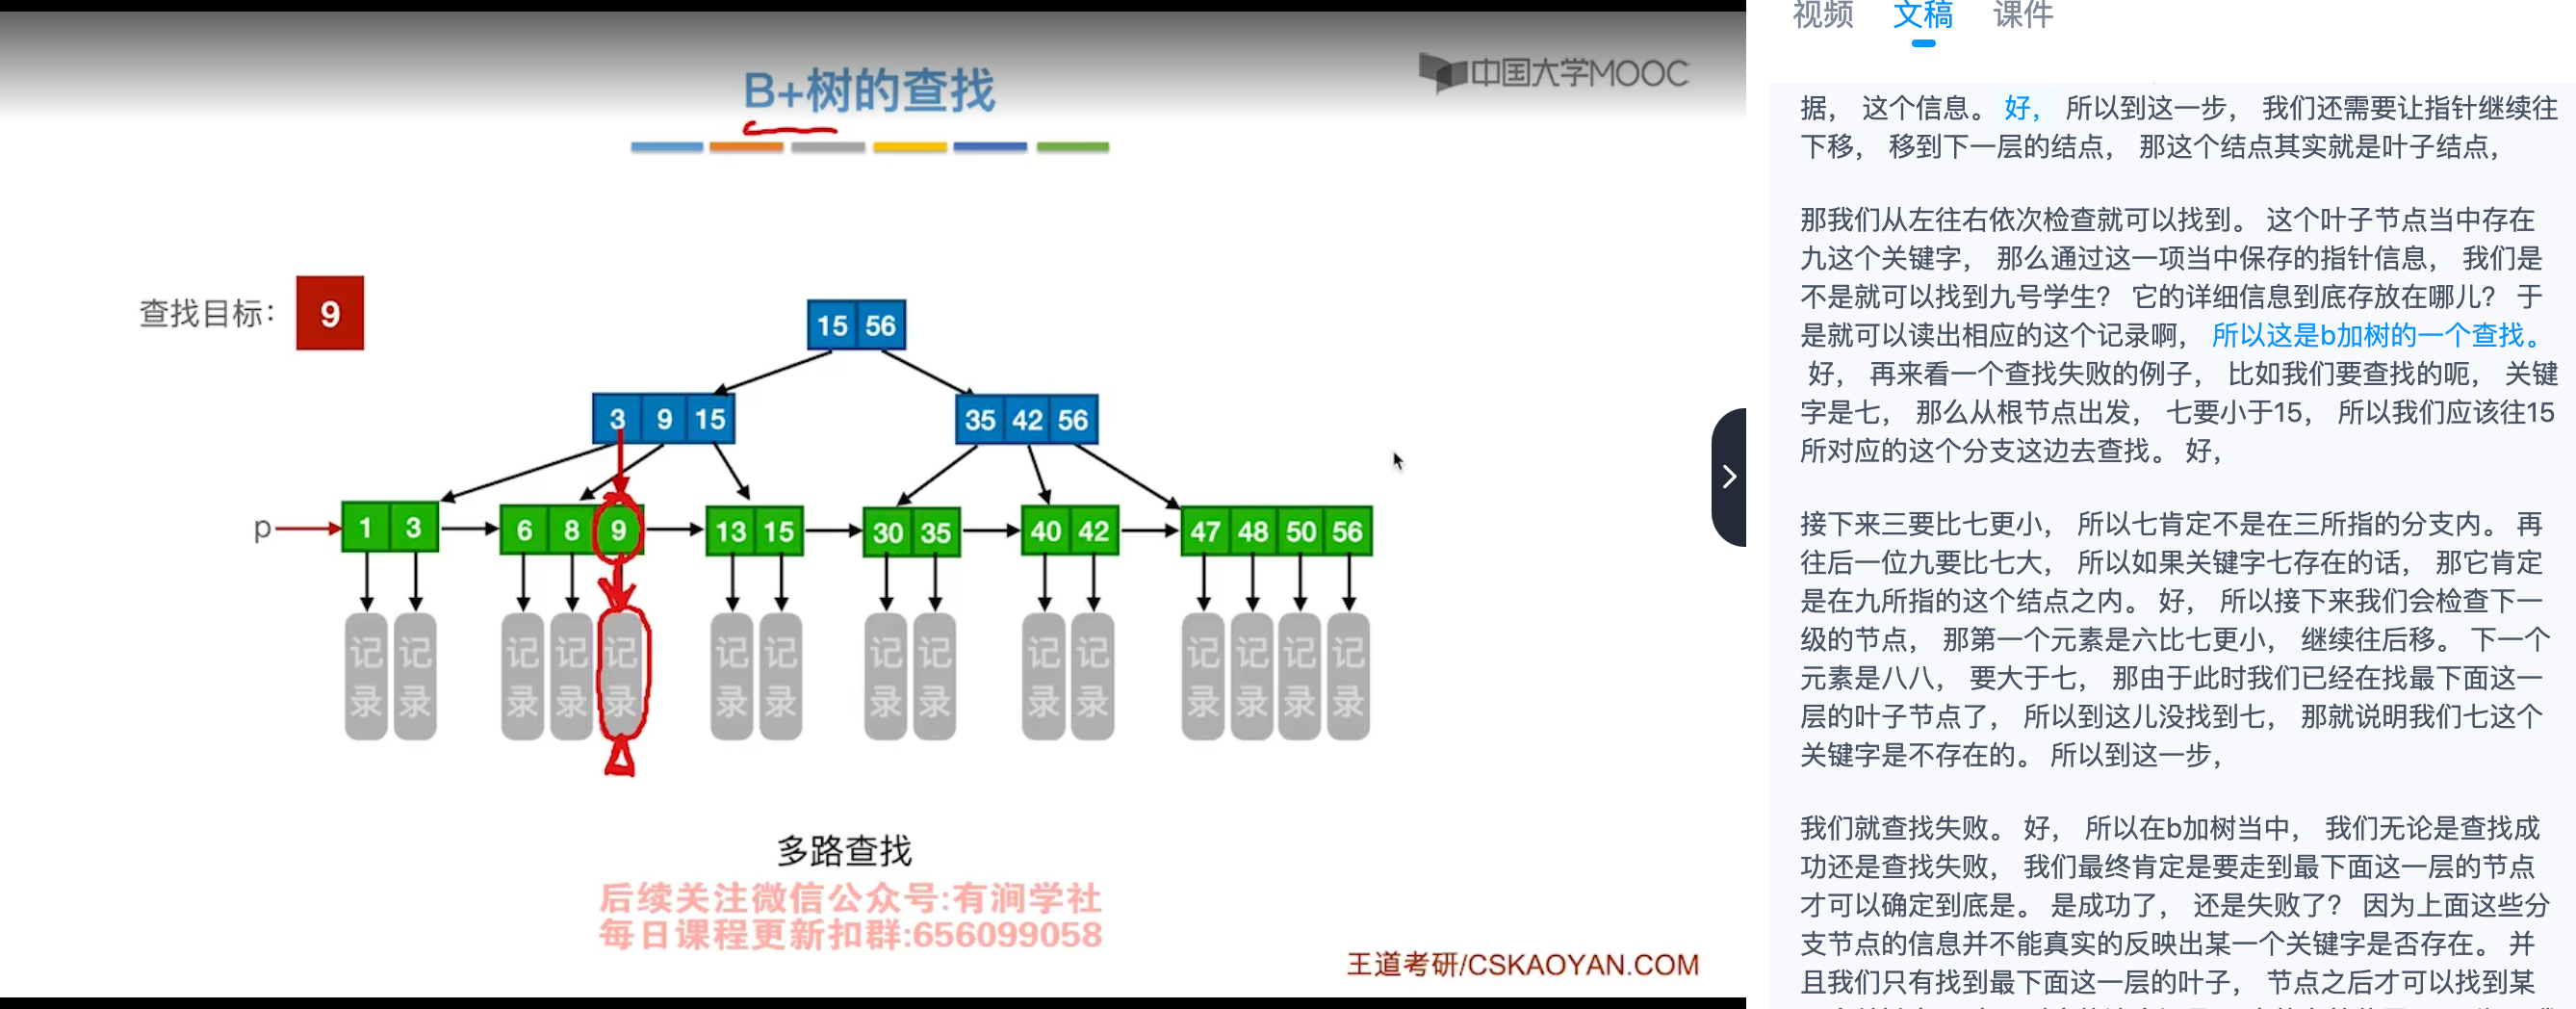 B+树的查找
中国大学MOOC
查找目标：
9
15 56
3 9 15
35 42 56
p
1 3
6 8 9
13 15
30 35
40 42
47 48 50 56
记录 记录 记录 记录 记录 记录 记录 记录 记录 记录 记录 记录 记录 记录 记录
多路查找
后续关注微信公众号:有涧学社
每日课程更新扣群:656099058
王道考研/CSKAOYAN.COM
视频 文稿 课件
据， 这个信息。 好， 所以到这一步， 我们还需要让指针继续往
下移， 移到下一层的结点， 那这个结点其实就是叶子结点，
那我们从左往右依次检查就可以找到。 这个叶子节点当中存在
九这个关键字， 那么通过这一项当中保存的指针信息， 我们是
不是就可以找到九号学生？ 它的详细信息到底存放在哪儿？ 于
是就可以读出相应的这个记录啊， 所以这是b加树的一个查找。
好， 再来看一个查找失败的例子， 比如我们要查找的呃， 关键
字是七， 那么从根节点出发， 七要小于15， 所以我们应该往15
所对应的这个分支这边去查找。 好，
接下来三要比七更小， 所以七肯定不是在三所指的分支内。 再
往后一位九要比七大， 所以如果关键字七存在的话， 那它肯定
是在九所指的这个结点之内。 好， 所以接下来我们会检查下一
级的节点， 那第一个元素是六比七更小， 继续往后移。 下一个
元素是八八， 要大于七， 那由于此时我们已经在找最下面这一
层的叶子节点了， 所以到这儿没找到七， 那就说明我们七这个
关键字是不存在的。 所以到这一步，
我们就查找失败。 好， 所以在b加树当中， 我们无论是查找成
功还是查找失败， 我们最终肯定是要走到最下面这一层的节点
才可以确定到底是。 是成功了， 还是失败了？ 因为上面这些分
支节点的信息并不能真实的反映出某一个关键字是否存在。 并
且我们只有找到最下面这一层的叶子， 节点之后才可以找到某